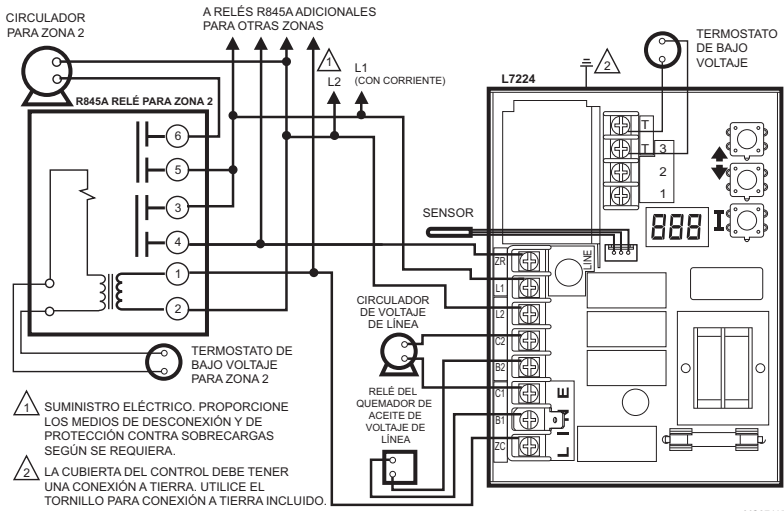 CIRCULADOR
PARA ZONA 2
A RELÉS R845A ADICIONALES
PARA OTRAS ZONAS
1
L2
L1
(CON CORRIENTE)
2
L7224
TERMOSTATO
DE BAJO
VOLTAJE
R845A RELÉ PARA ZONA 2
6
5
3
4
1
2
T
T 3
2
1
888
SENSOR
LINE
ZR
L1
L2
C2
B2
C1
B1
ZC
LINE
CIRCULADOR
DE VOLTAJE
DE LÍNEA
RELÉ DEL
QUEMADOR DE
ACEITE DE
VOLTAJE DE
LÍNEA
TERMOSTATO DE
BAJO VOLTAJE
PARA ZONA 2
1 SUMINISTRO ELÉCTRICO. PROPORCIONE
LOS MEDIOS DE DESCONEXIÓN Y DE
PROTECCIÓN CONTRA SOBRECARGAS
SEGÚN SE REQUIERA.
2 LA CUBIERTA DEL CONTROL DEBE TENER
UNA CONEXIÓN A TIERRA. UTILICE EL
TORNILLO PARA CONEXIÓN A TIERRA INCLUIDO.